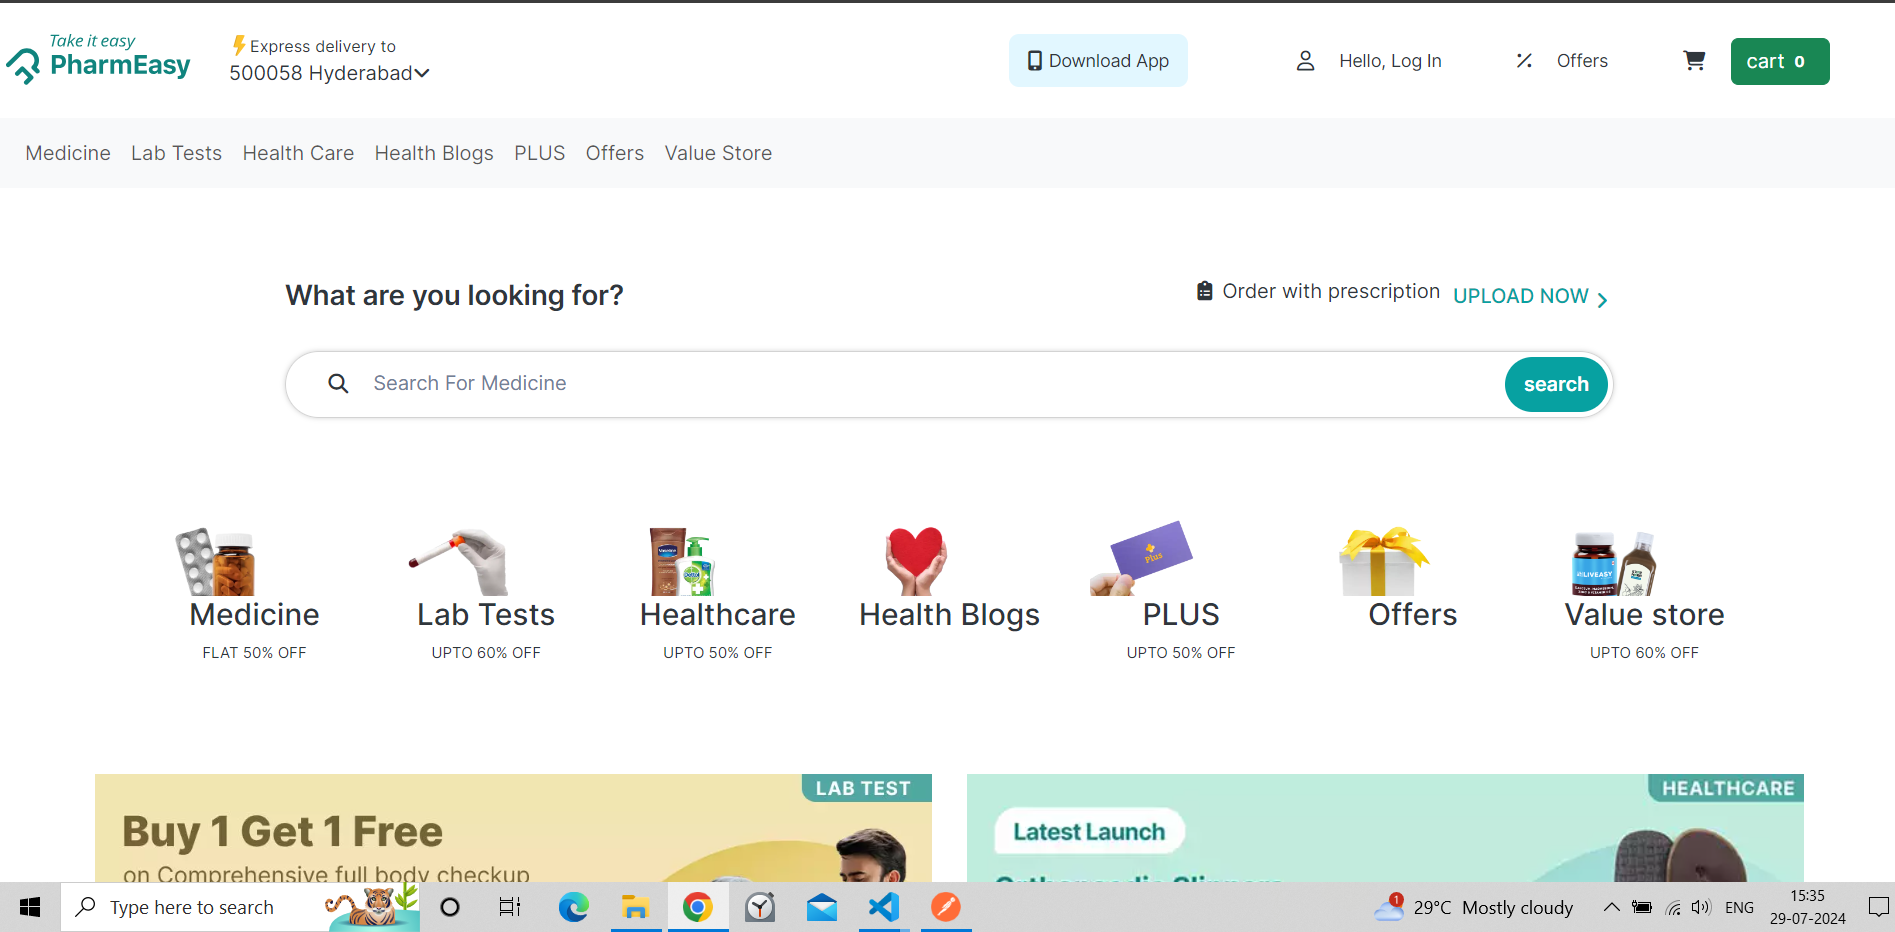 Take it easy
PharmEasy
Express delivery to
500058 Hyderabad
Download App
Hello, Log In
Offers
cart 0
Medicine Lab Tests Health Care Health Blogs PLUS Offers Value Store
What are you looking for?
Order with prescription UPLOAD NOW
Search For Medicine
search
Vaseline
Dettol
Plus
LIVEASY
Medicine
FLAT 50% OFF
Lab Tests
UPTO 60% OFF
Healthcare
UPTO 50% OFF
Health Blogs
PLUS
UPTO 50% OFF
Offers
Value store
UPTO 60% OFF
LAB TEST
Buy 1 Get 1 Free
on Comprehensive full body checkup
HEALTHCARE
Latest Launch
Type here to search
1
29°C Mostly cloudy
ENG
15:35
29-07-2024